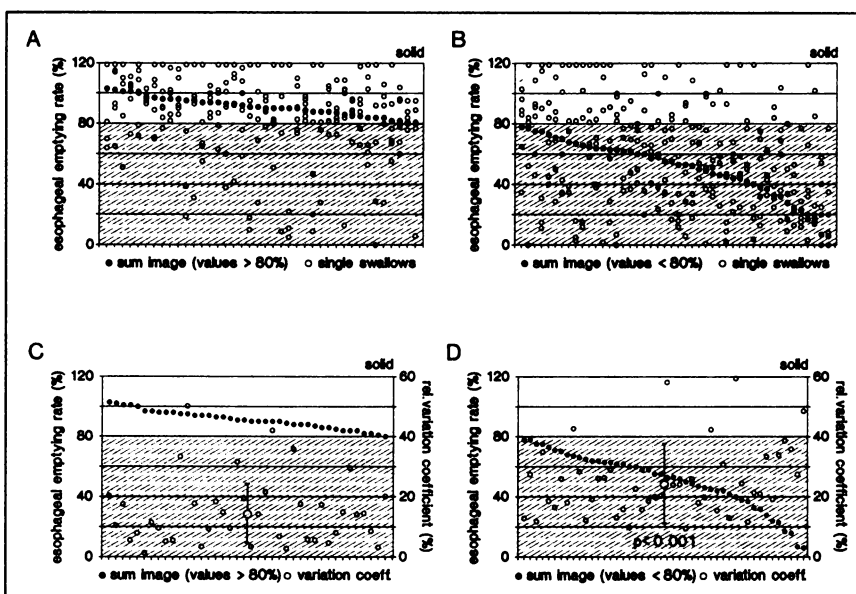 A
solid
esophageal emptying rate (%)
120
80
40
0
● sum image (values > 80%) ○ single swallows
B
solid
esophageal emptying rate (%)
120
80
40
0
● sum image (values < 80%) ○ single swallows
C
solid
esophageal emptying rate (%)
120
80
40
0
60
40
20
0
rel. variation coefficient (%)
● sum image (values > 80%) ○ variation coeff.
D
solid
esophageal emptying rate (%)
120
80
40
0
60
40
20
0
rel. variation coefficient (%)
p<0.001
● sum image (values < 80%) ○ variation coeff.